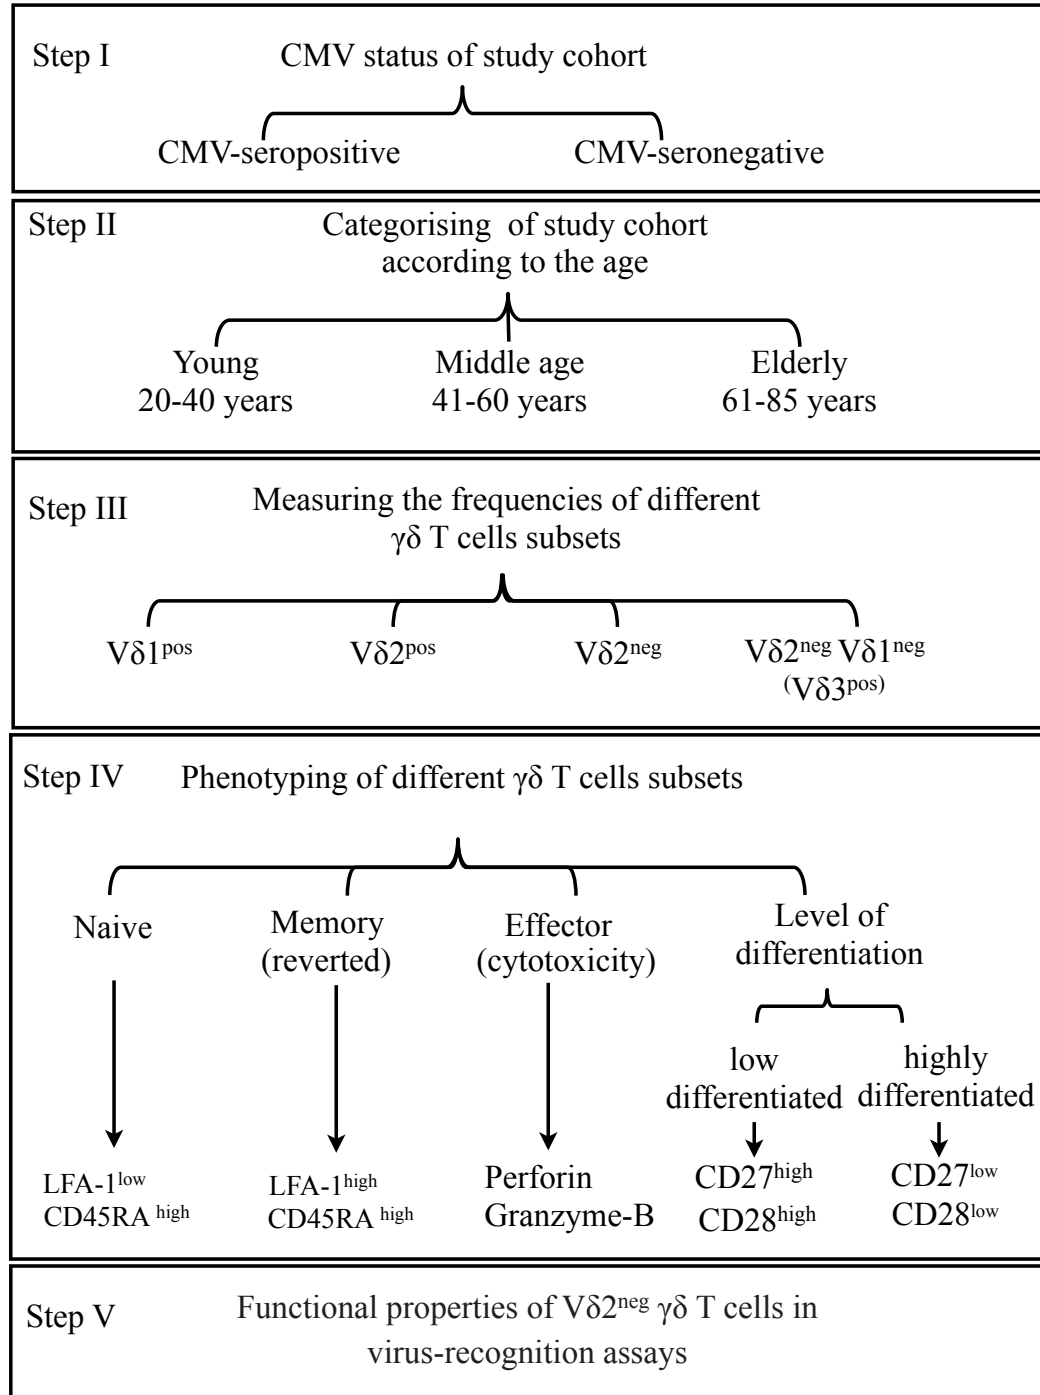 Step I
CMV status of study cohort
CMV-seropositive
CMV-seronegative
Step II
Categorising of study cohort
according to the age
Young
20-40 years
Middle age
41-60 years
Elderly
61-85 years
Step III
Measuring the frequencies of different
γδ T cells subsets
Vδ1pos
Vδ2pos
Vδ2neg
Vδ2neg Vδ1neg
(Vδ3pos)
Step IV
Phenotyping of different γδ T cells subsets
Naive
Memory
(reverted)
Effector
(cytotoxicity)
Level of
differentiation
low
differentiated
highly
differentiated
LFA-1low
CD45RA high
LFA-1high
CD45RA high
Perforin
Granzyme-B
CD27high
CD28high
CD27low
CD28low
Step V
Functional properties of Vδ2neg γδ T cells in
virus-recognition assays